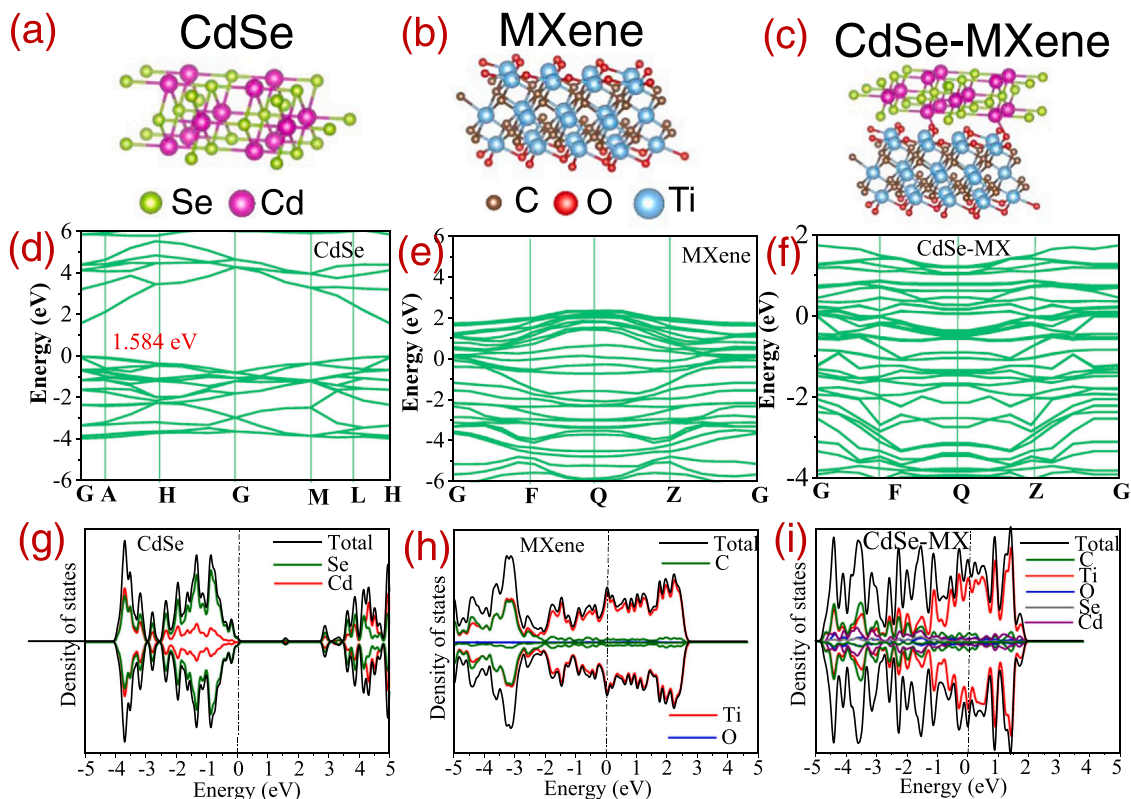 (a) CdSe
(b) MXene
(c) CdSe-MXene
Se Cd
C O Ti
(d) CdSe
1.584 eV
Energy (eV)
6
4
2
0
-2
-4
-6
G A H G M L H
(e) MXene
Energy (eV)
6
4
2
0
-2
-4
-6
G F Q Z G
(f) CdSe-MX
Energy (eV)
2
0
-2
-4
G F Q Z G
(g) CdSe
Total
Se
Cd
Density of states
-5 -4 -3 -2 -1 0 1 2 3 4 5
Energy (eV)
(h) MXene
Total
C
Ti
O
Density of states
-5 -4 -3 -2 -1 0 1 2 3 4 5
Energy (eV)
(i) CdSe-MX
Total
C
Ti
O
Se
Cd
Density of states
-5 -4 -3 -2 -1 0 1 2 3 4 5
Energy (eV)